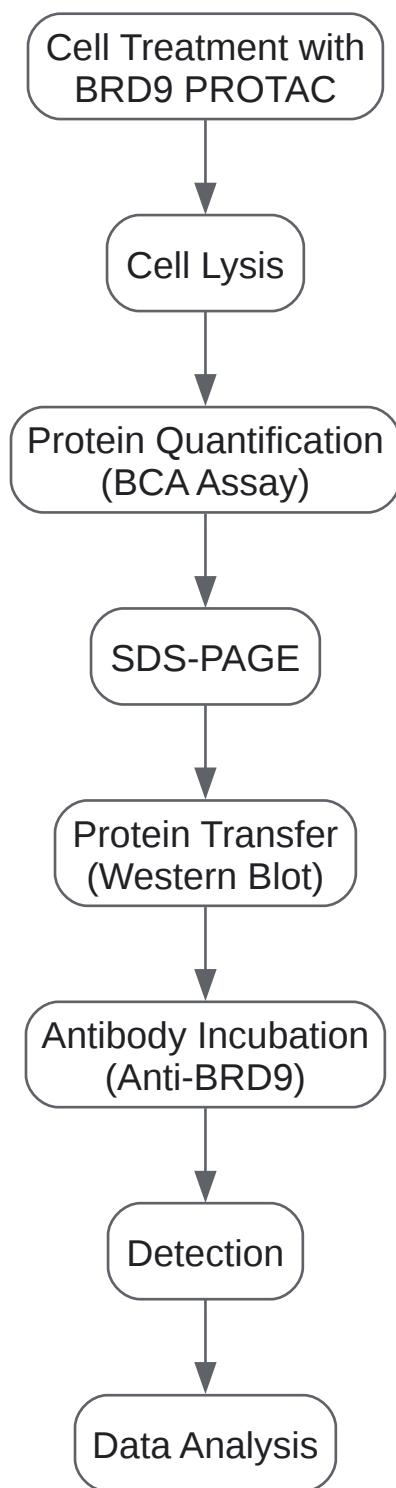 Cell Treatment with
BRD9 PROTAC
Cell Lysis
Protein Quantification
(BCA Assay)
SDS-PAGE
Protein Transfer
(Western Blot)
Antibody Incubation
(Anti-BRD9)
Detection
Data Analysis